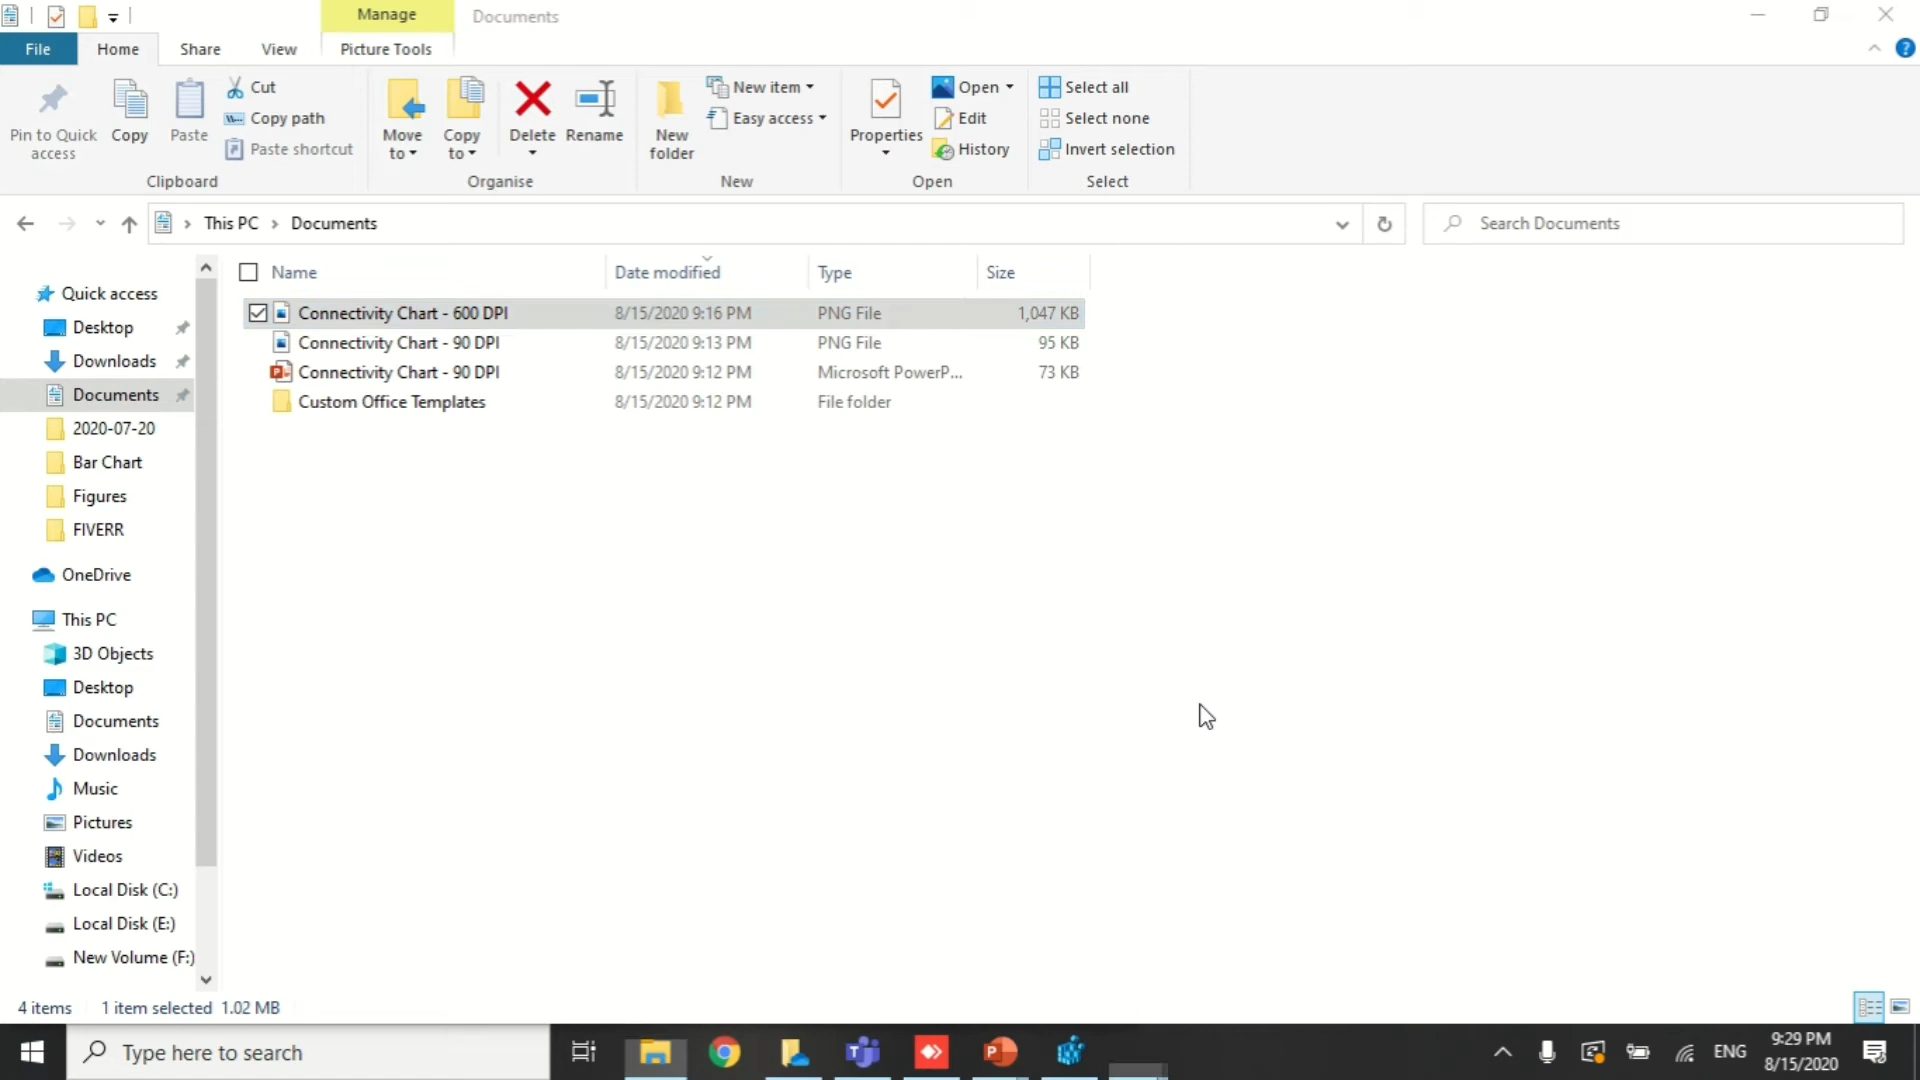 Manage
Documents
File
Home
Share
View
Picture Tools
Pin to Quick access
Copy
Paste
Cut
Copy path
Paste shortcut
Clipboard
Move to
Copy to
Delete
Rename
Organise
New folder
New item
Easy access
New
Properties
Open
Edit
History
Open
Select all
Select none
Invert selection
Select
This PC
Documents
Search Documents
Name Date modified Type Size
Connectivity Chart - 600 DPI 8/15/2020 9:16 PM PNG File 1,047 KB
Connectivity Chart - 90 DPI 8/15/2020 9:13 PM PNG File 95 KB
Connectivity Chart - 90 DPI 8/15/2020 9:12 PM Microsoft PowerP... 73 KB
Custom Office Templates 8/15/2020 9:12 PM File folder
Quick access
Desktop
Downloads
Documents
2020-07-20
Bar Chart
Figures
FIVERR
OneDrive
This PC
3D Objects
Desktop
Documents
Downloads
Music
Pictures
Videos
Local Disk (C:)
Local Disk (E:)
New Volume (F:)
4 items 1 item selected 1.02 MB
Type here to search
ENG
9:29 PM
8/15/2020